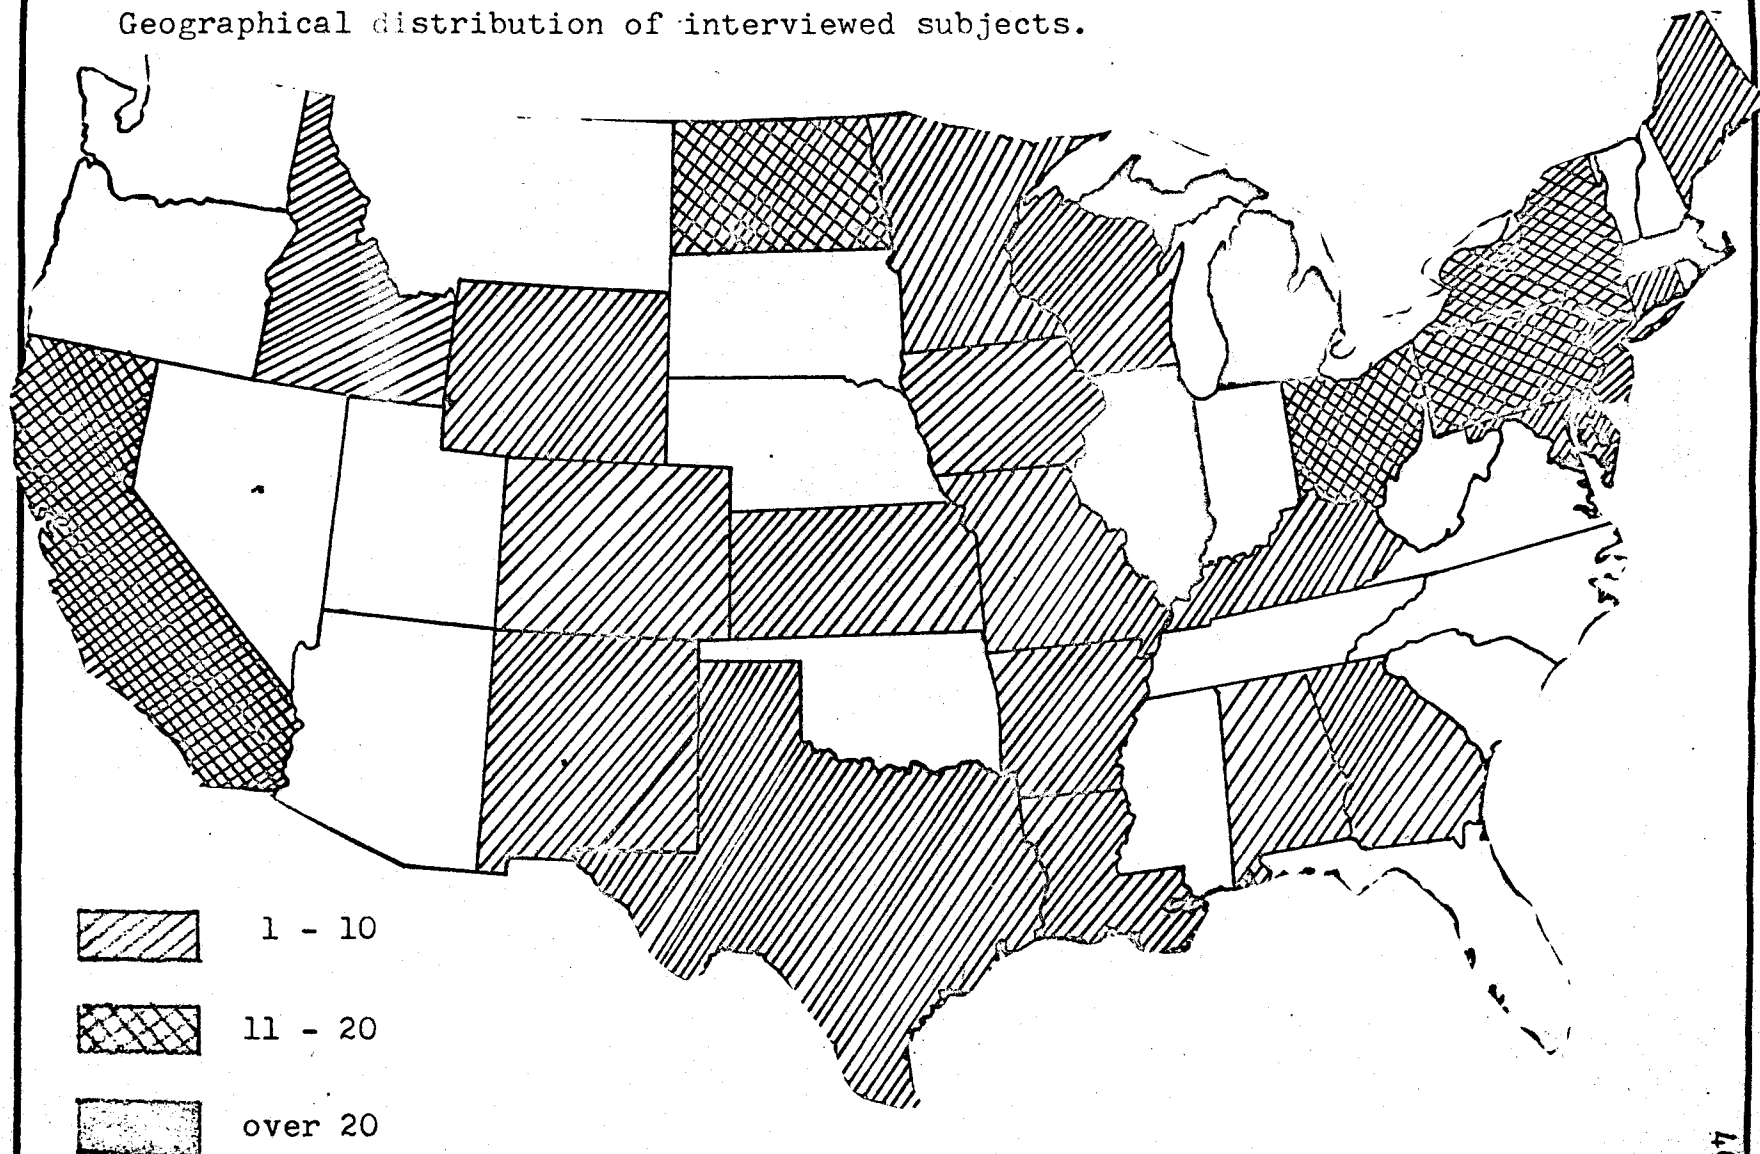 Geographical distribution of interviewed subjects.
1 - 10
11 - 20
over 20